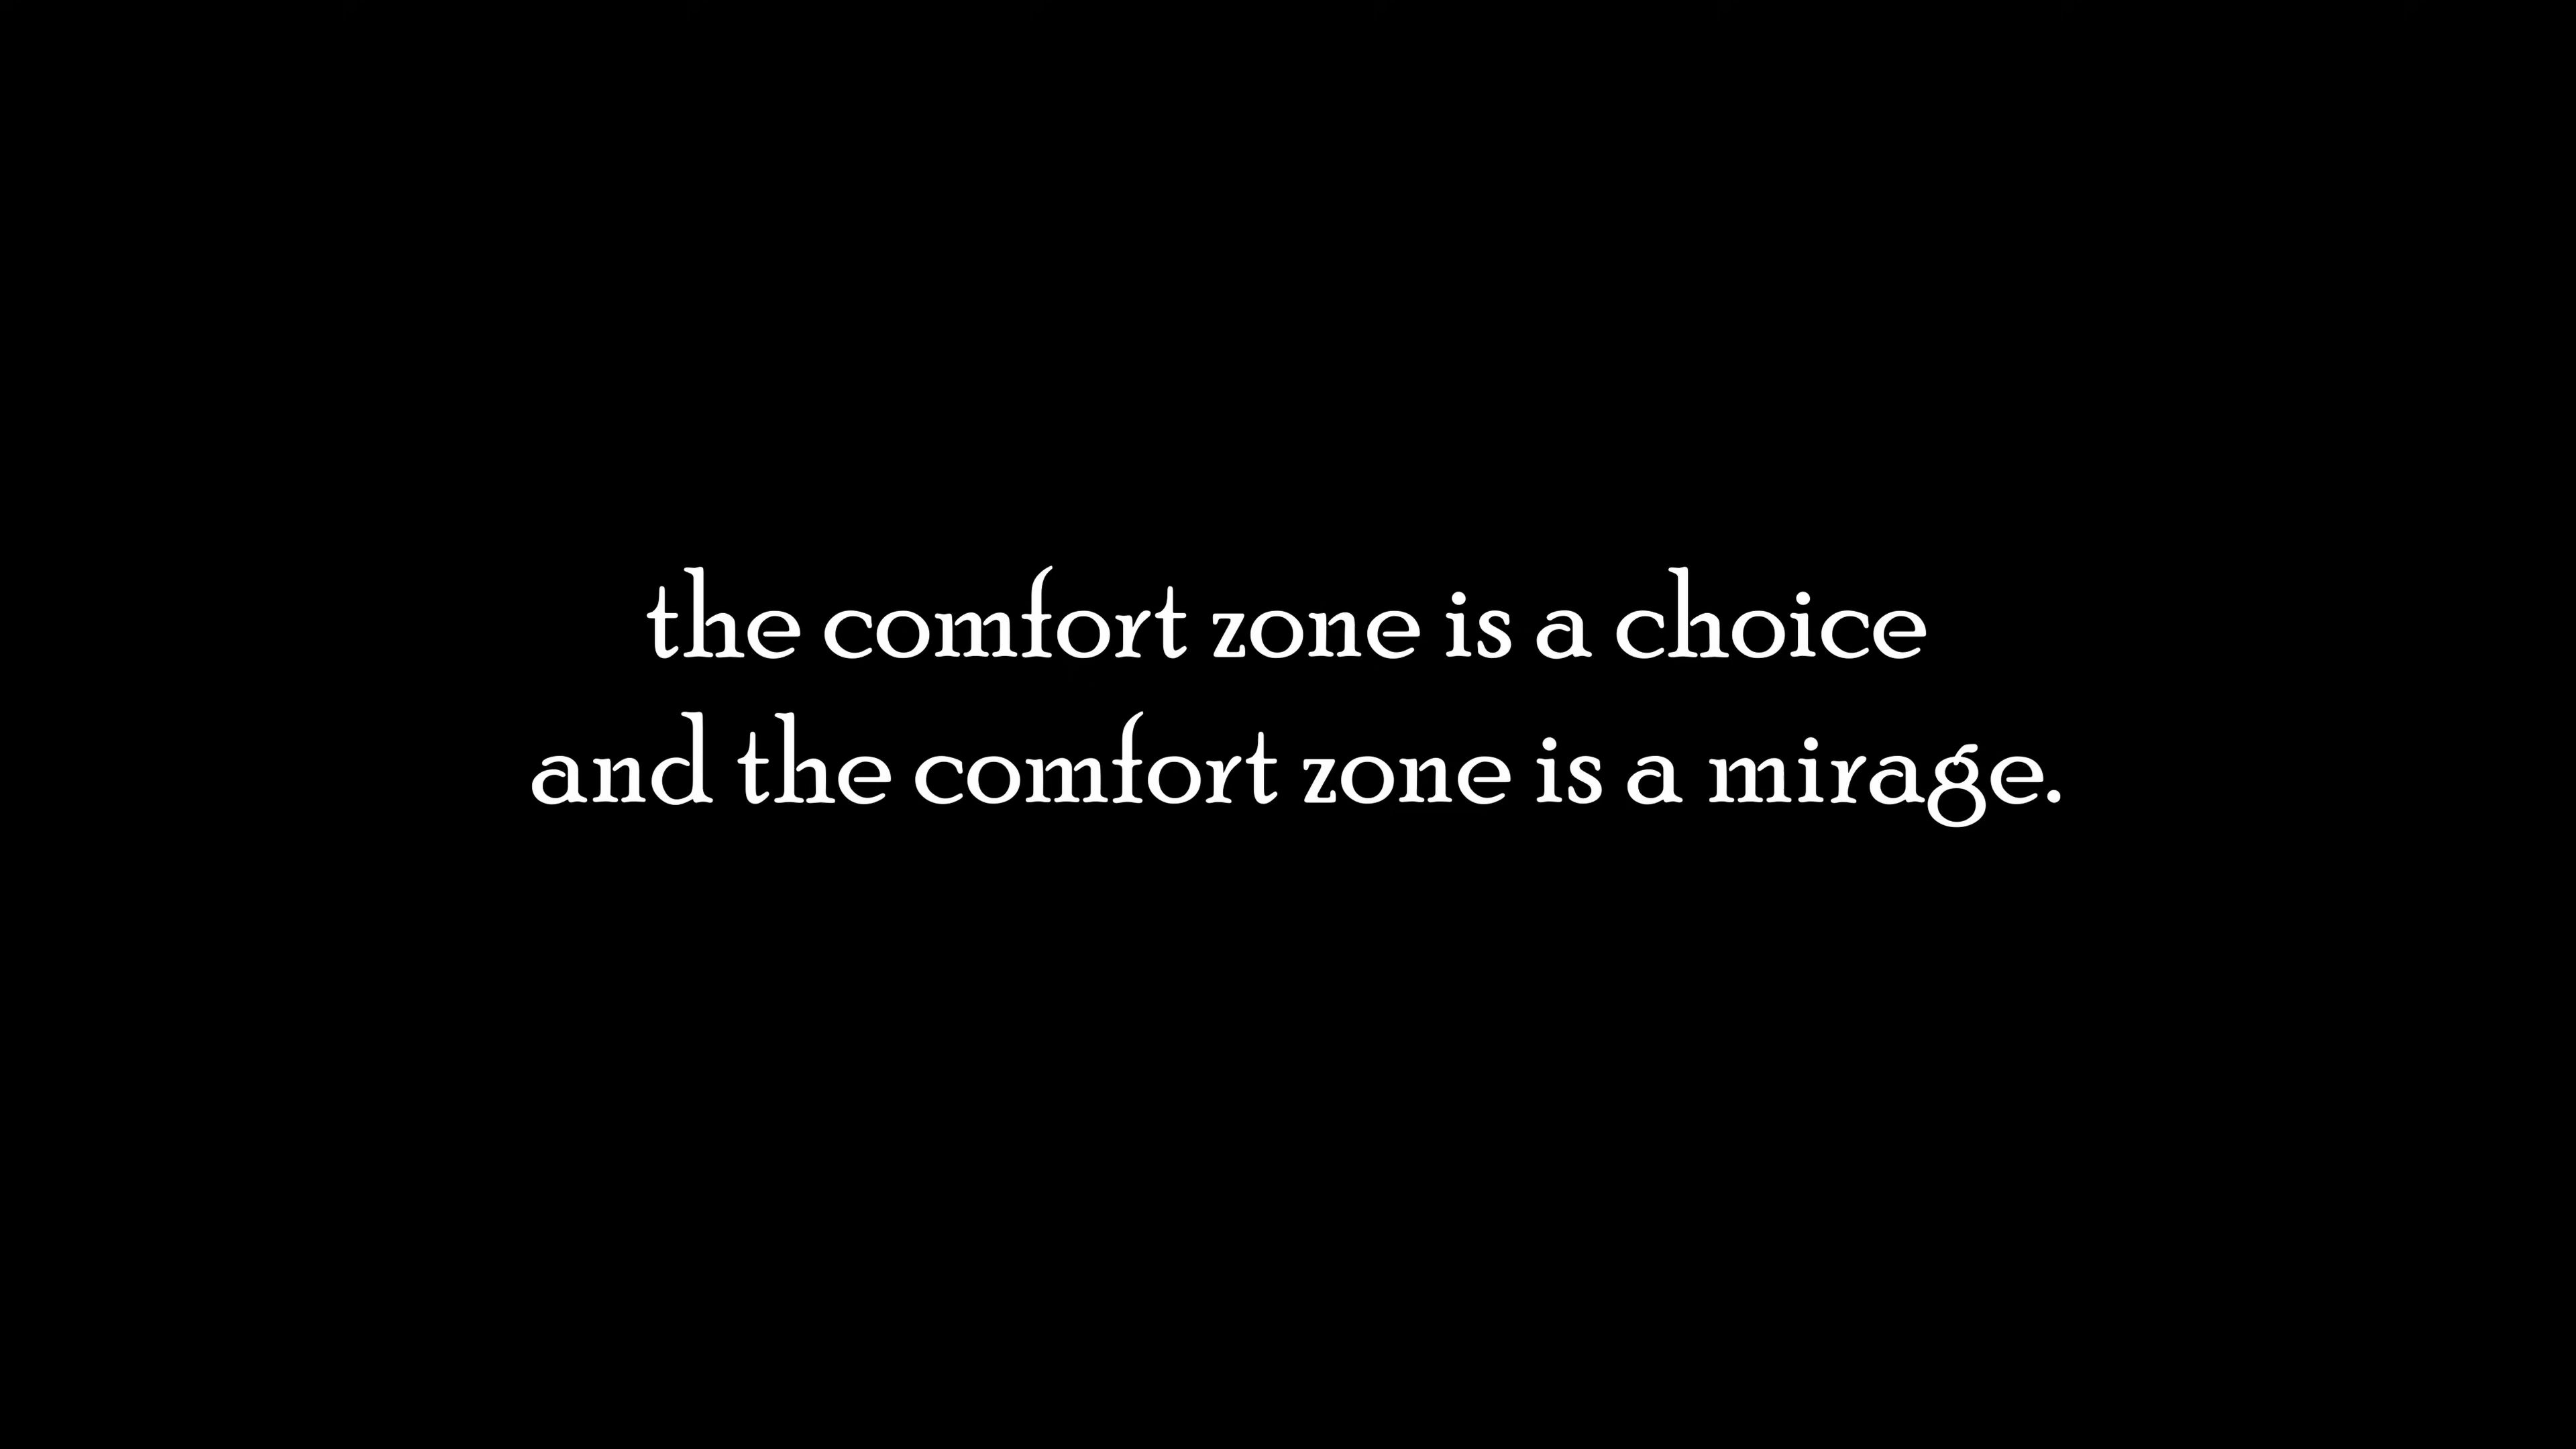 the comfort zone is a choice
and the comfort zone is a mirage.